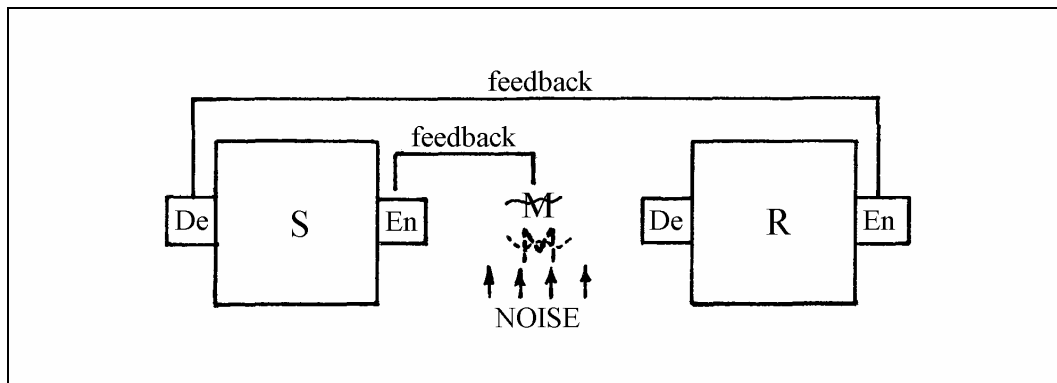 feedback
feedback
M
De S En De R En
NOISE